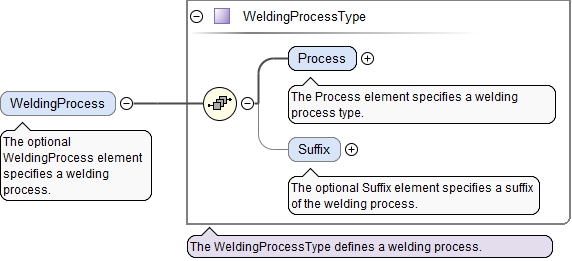 WeldingProcessType
Process
The Process element specifies a welding
process type.
WeldingProcess
The optional
WeldingProcess element
specifies a welding
process.
Suffix
The optional Suffix element specifies a suffix
of the welding process.
The WeldingProcessType defines a welding process.